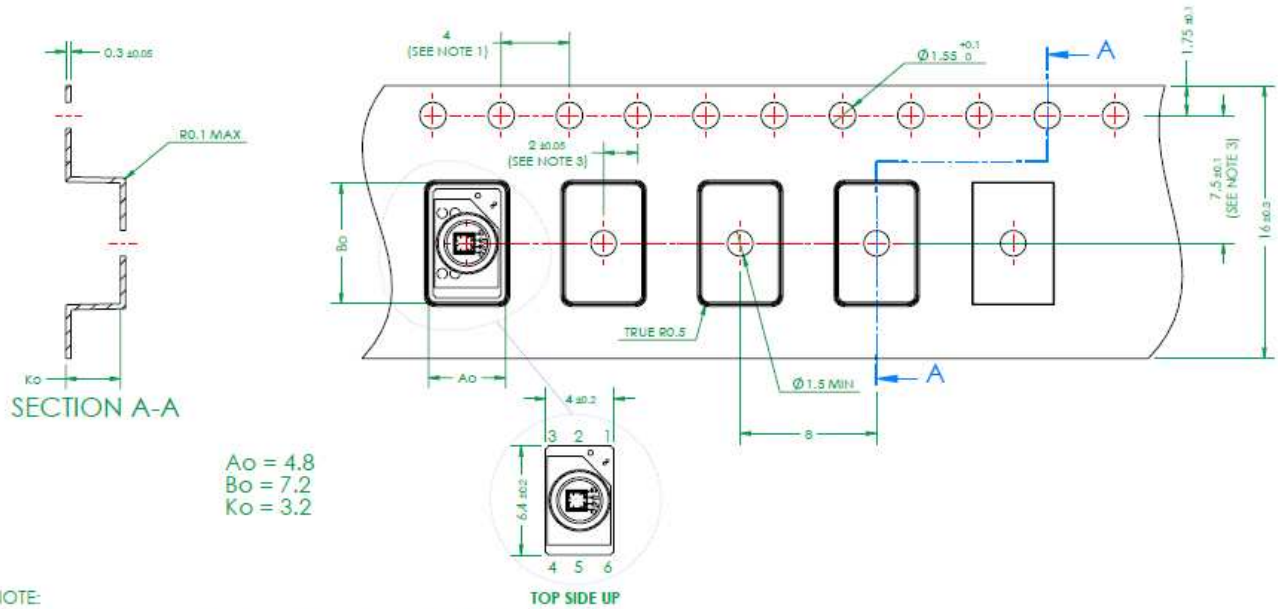 0.3 ±0.05
R0.1 MAX
Ko
SECTION A-A
4
(SEE NOTE 1)
Ø1.55 +0.1 0
A
1.75 ±0.1
2 ±0.05
(SEE NOTE 3)
7.5 ±0.1
(SEE NOTE 3)
16 ±0.3
Bo
TRUE R0.5
Ao
Ø1.5 MIN
A
8
4 ±0.2
3 2 1
6.4 ±0.2
4 5 6
TOP SIDE UP
Ao = 4.8
Bo = 7.2
Ko = 3.2
OTE: